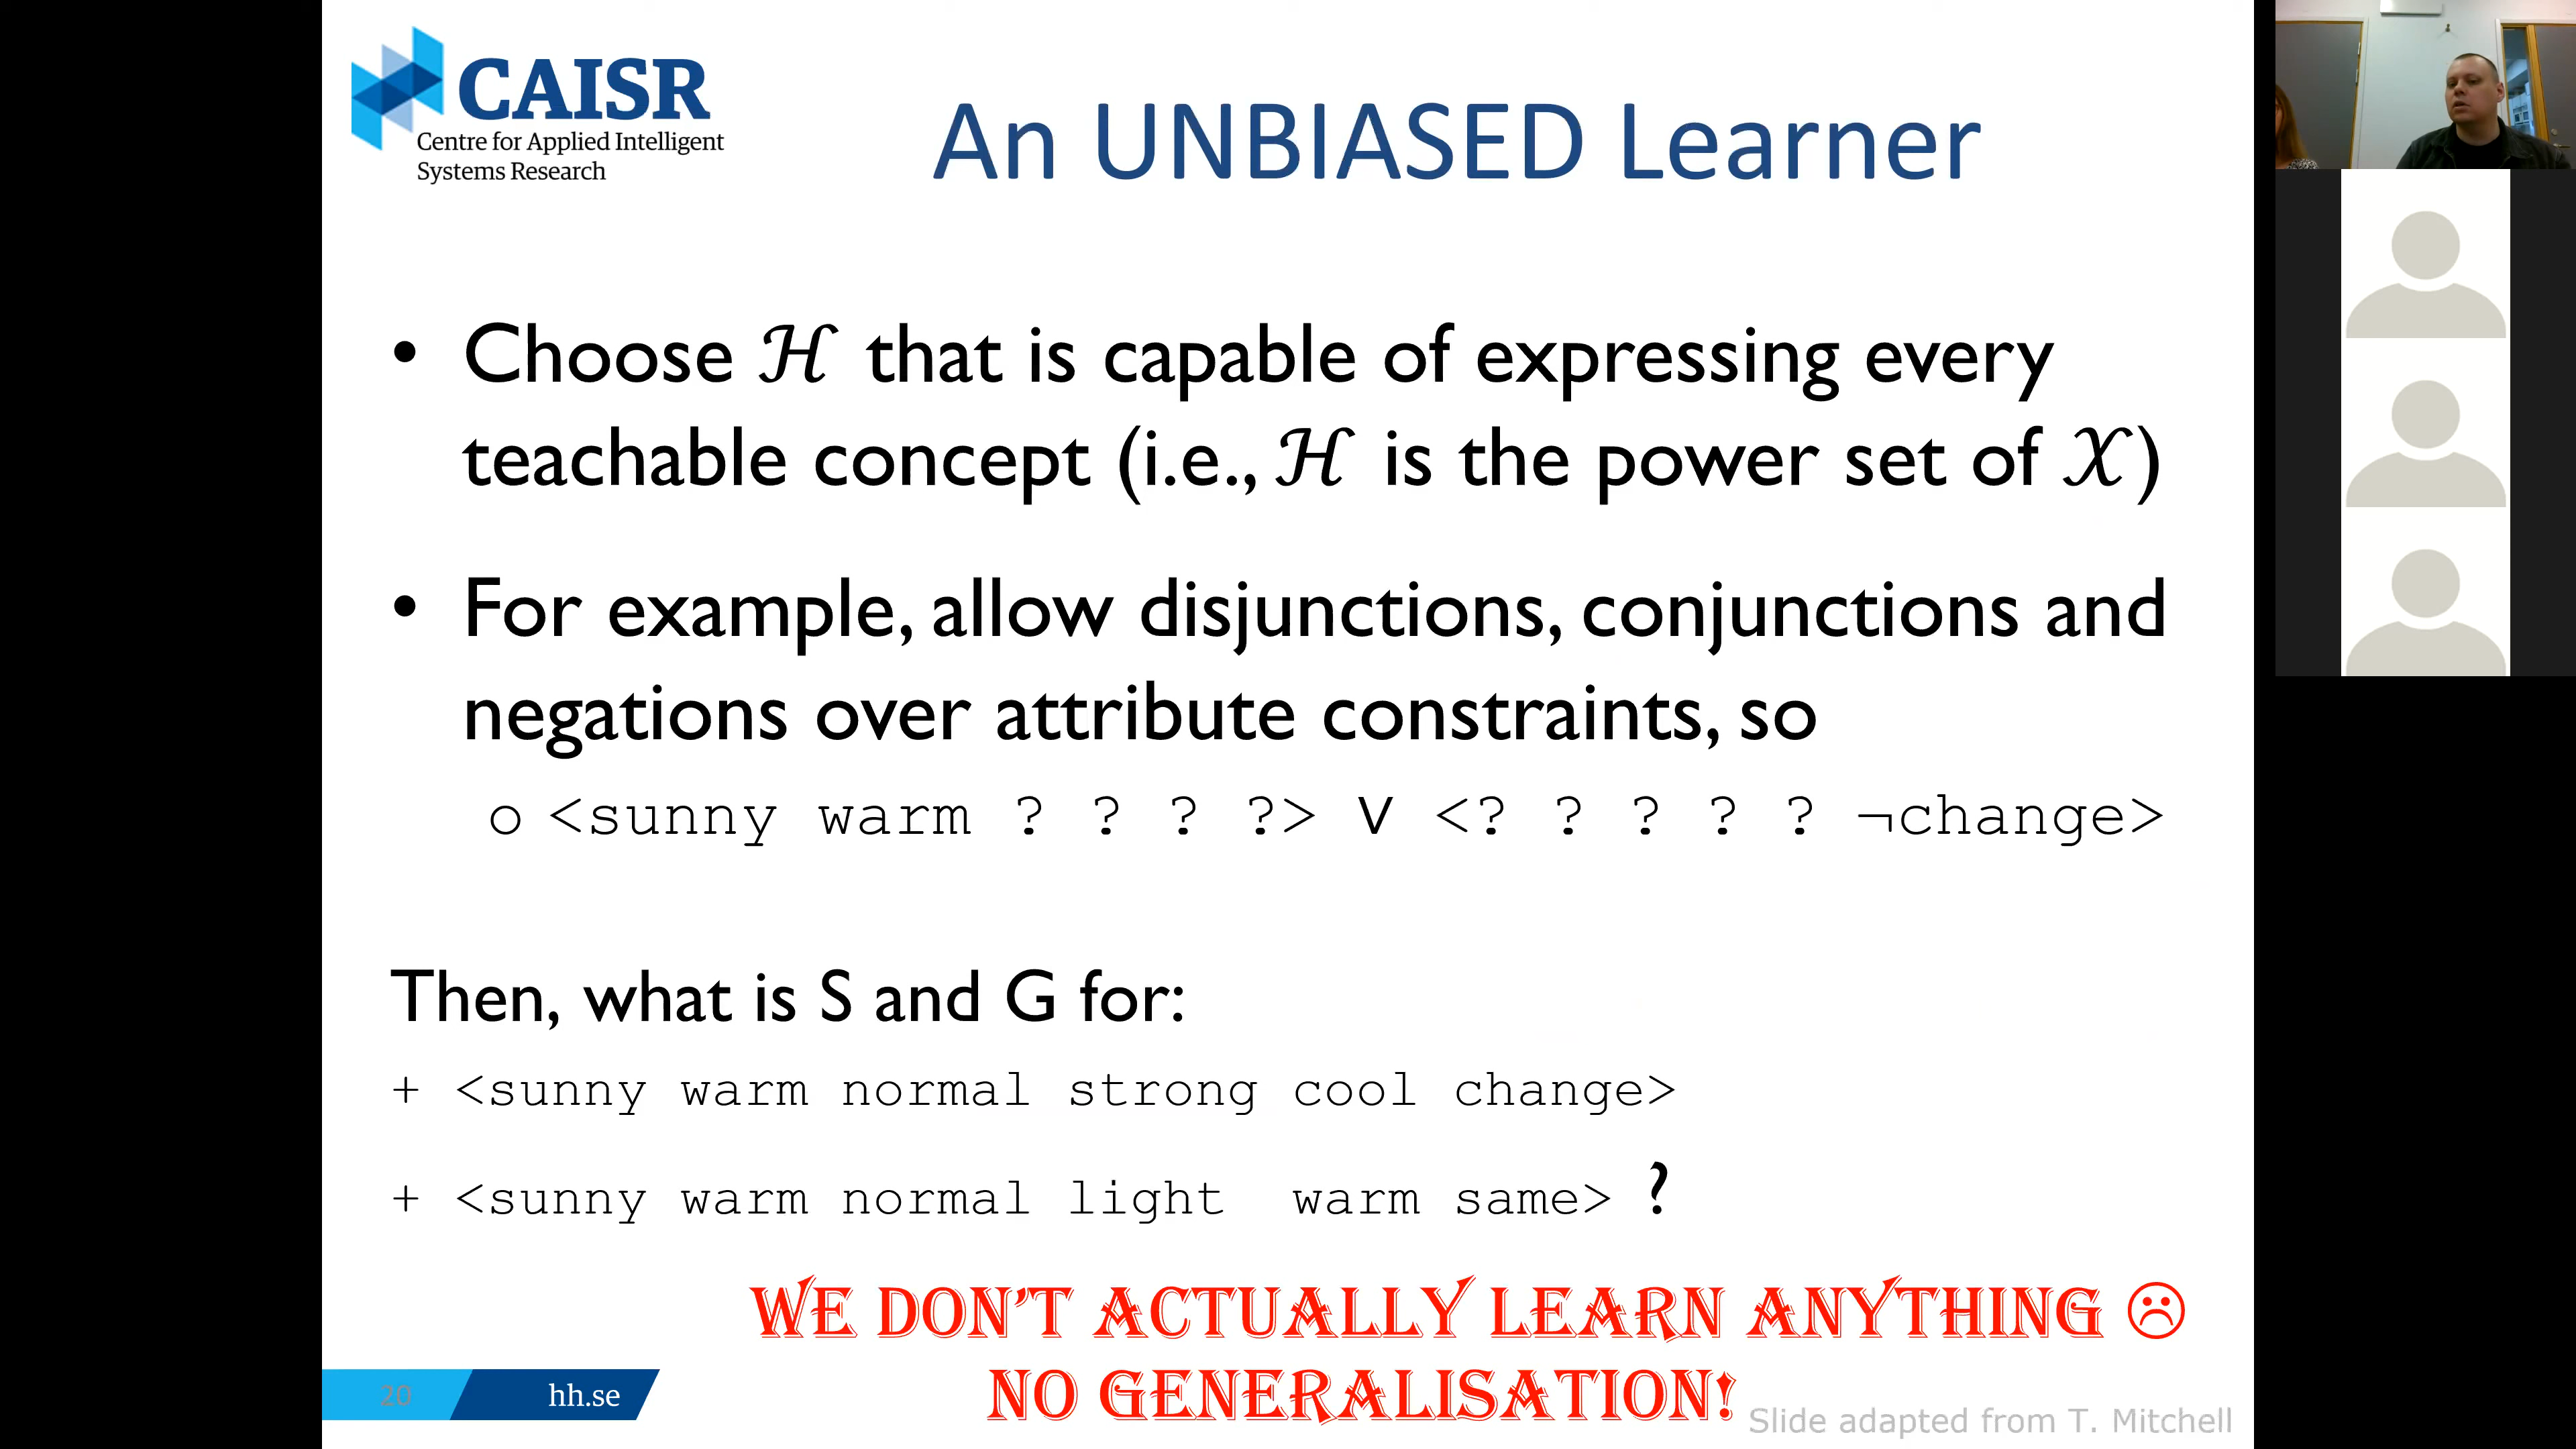 CAISR
Centre for Applied Intelligent
Systems Research
An UNBIASED Learner
• Choose ℋ that is capable of expressing every
teachable concept (i.e., ℋ is the power set of 𝒳)
• For example, allow disjunctions, conjunctions and
negations over attribute constraints, so
o <sunny warm ? ? ? ?> ∨ <? ? ? ? ? ¬change>
Then, what is S and G for:
+ <sunny warm normal strong cool change>
+ <sunny warm normal light warm same> ?
WE DON'T ACTUALLY LEARN ANYTHING ☹
NO GENERALISATION!
20
hh.se
Slide adapted from T. Mitchell